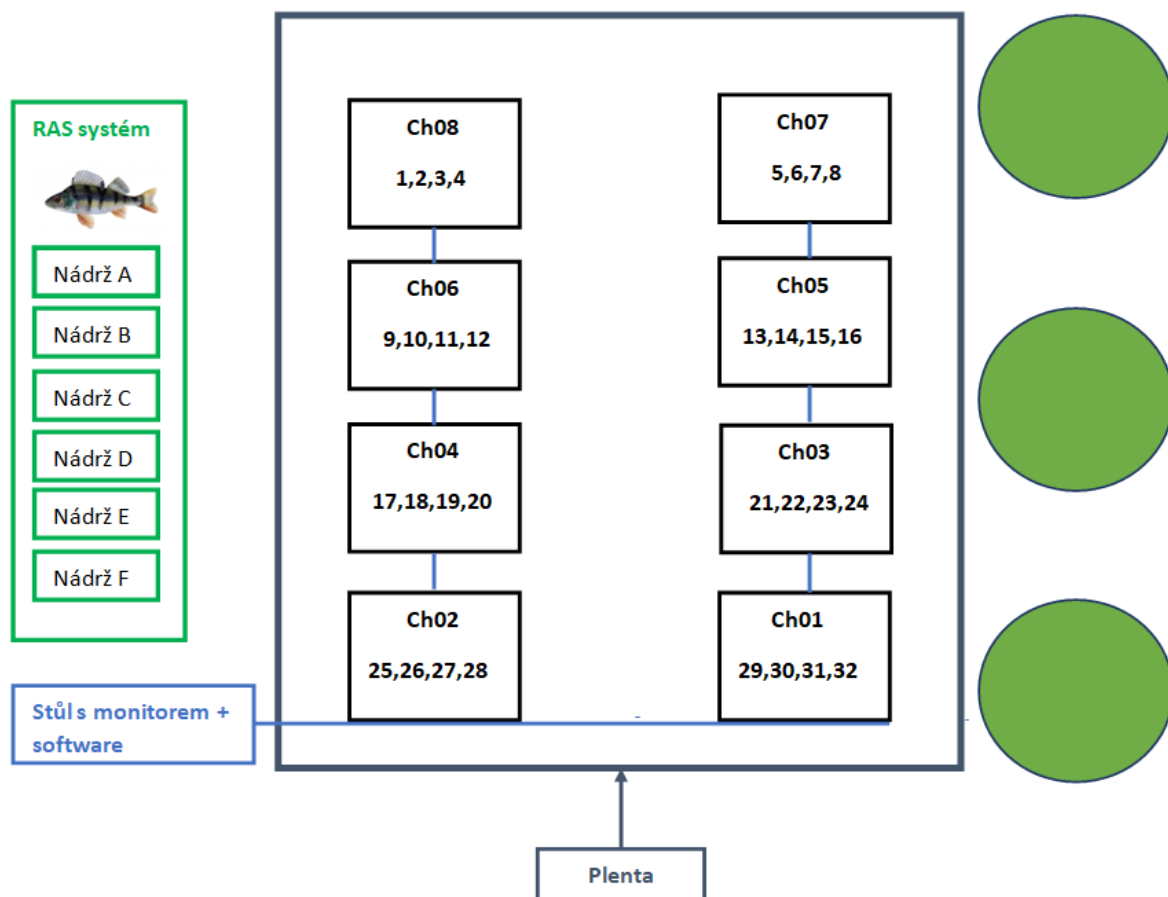 RAS systém
Nádrž A
Nádrž B
Nádrž C
Nádrž D
Nádrž E
Nádrž F
Stůl s monitorem +
software
Ch08
1,2,3,4
Ch07
5,6,7,8
Ch06
9,10,11,12
Ch05
13,14,15,16
Ch04
17,18,19,20
Ch03
21,22,23,24
Ch02
25,26,27,28
Ch01
29,30,31,32
Plenta